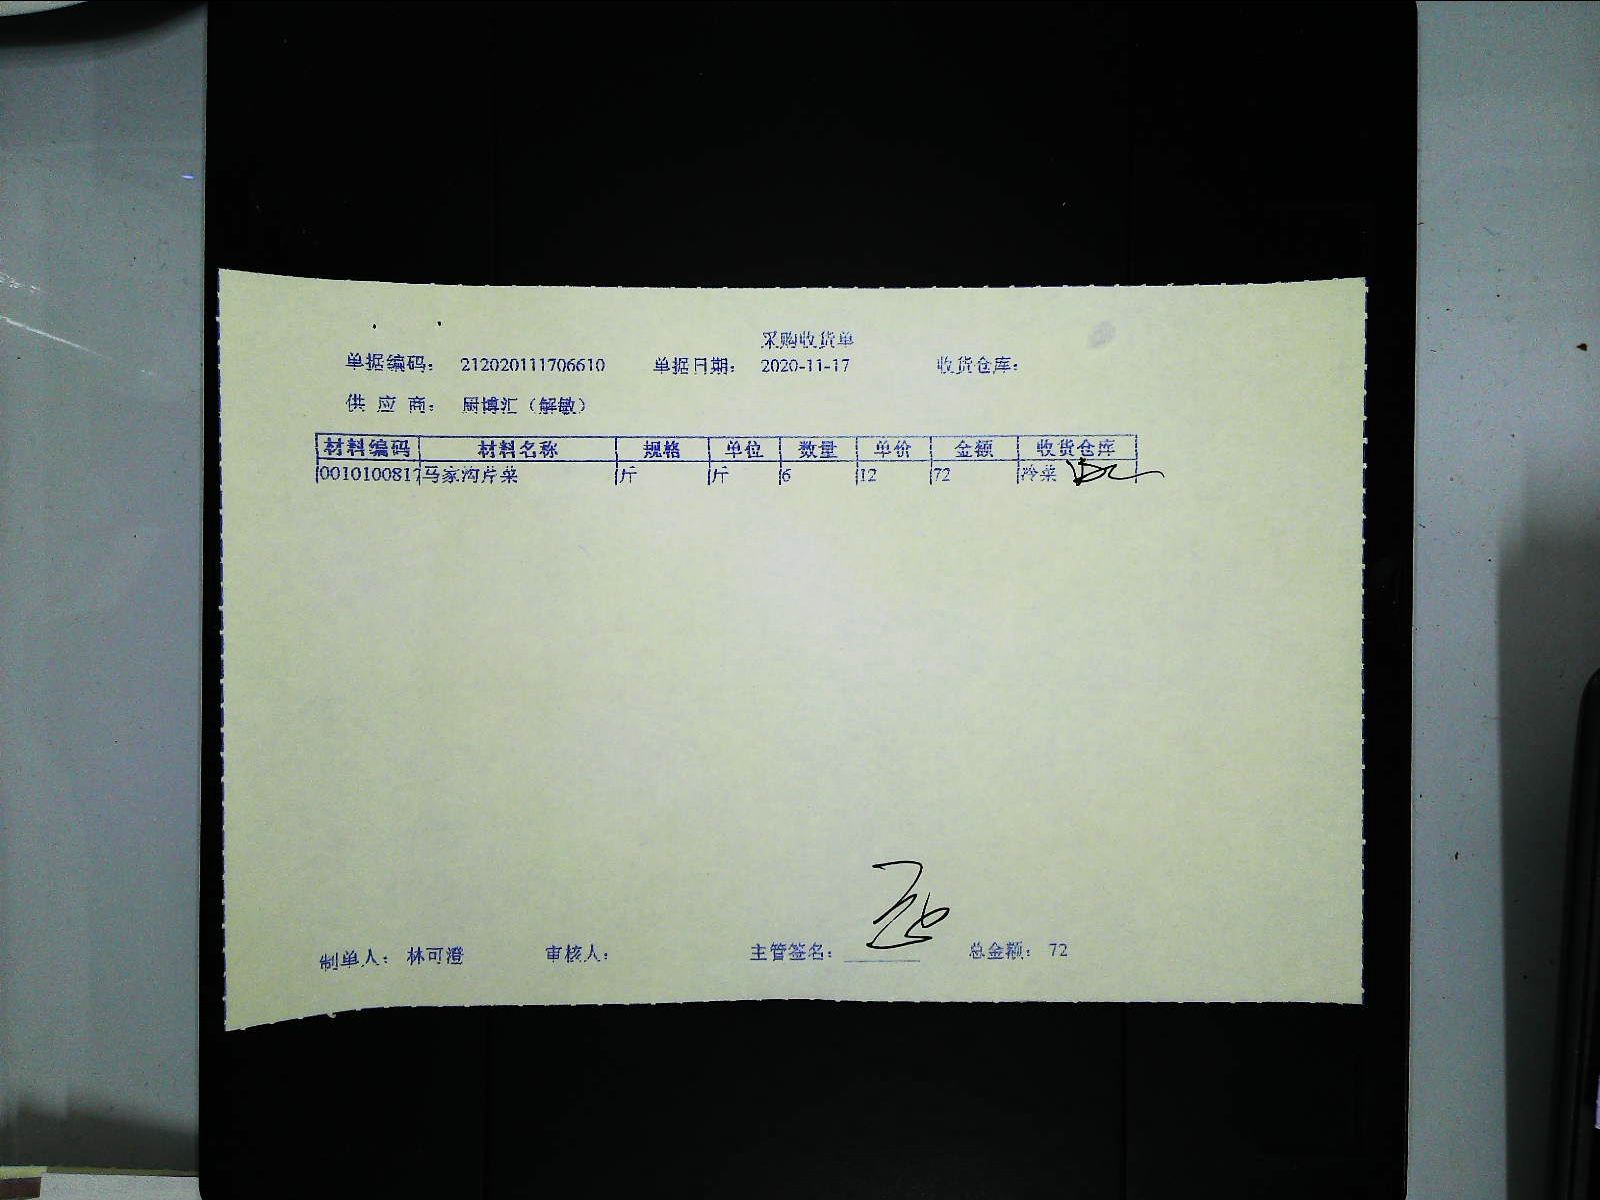 采购收货单
单据编码： 212020111706610 单据日期： 2020-11-17 收货仓库：
供应商： 厨博汇（解敏）
材料编码 材料名称 规格 单位 数量 单价 金额 收货仓库
0010100817 马家沟芹菜 斤 斤 6 12 72 冷菜
制单人： 林可澄 审核人： 主管签名： 总金额： 72